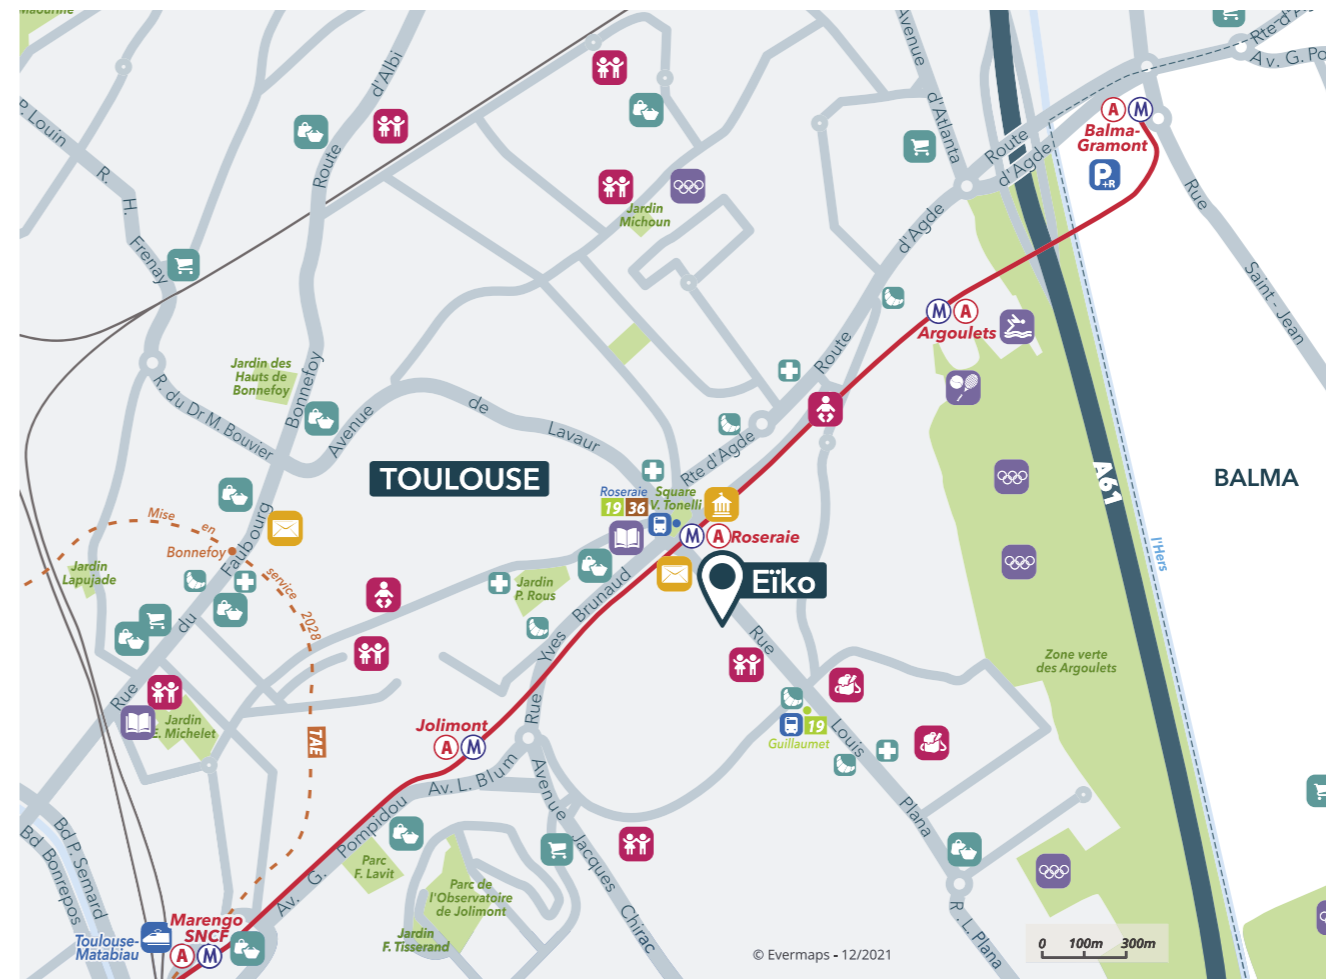 d'Albi
Route
P. Louin
R.
H.
Frenay
Avenue
d'Atlanta
Route
d'Agde
Rte d'A
Av. G. Po
A M
Balma-
Gramont
P+R
Rue
Saint - Jean
Jardin
Michoun
d'Agde
Route
M A
Argoulets
Jardin des
Hauts de
Bonnefoy
Bonnefoy
R. du Dr M. Bouvier
Avenue
de
Lavaur
Rte d'Agde
TOULOUSE
A61
BALMA
Roseraie
19 36
Square
V. Tonelli
M A Roseraie
l'Hers
Mise en service 2028
Bonnefoy
Faubourg
du
Rue
Jardin
Lapujade
Jardin
P. Rous
Yves Brunaud
Rue
Eïko
Rue
Louis
Plana
Zone verte
des Argoulets
Jardin
E. Michelet
TAE
Jolimont
A M
19
Guillaumet
Av. L. Blum
Av. G. Pompidou
Avenue
Jacques
Chirac
Bd P. Semard
Bd Bonrepos
Parc
F. Lavit
Parc de
l'Observatoire
de Jolimont
Jardin
F. Tisserand
Marengo
SNCF
A M
Toulouse-
Matabiau
R. L. Plana
0 100m 300m
© Evermaps - 12/2021